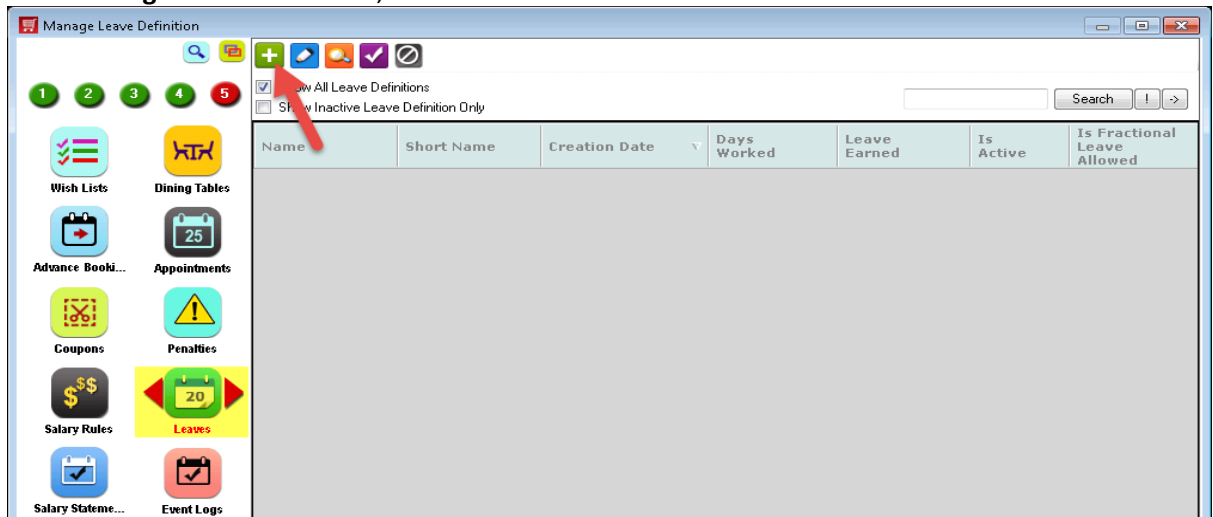 Manage Leave Definition
1 2 3 4 5
Show All Leave Definitions
Show Inactive Leave Definition Only
Search ! ->
Name Short Name Creation Date Days Worked Leave Earned Is Active Is Fractional Leave Allowed
Wish Lists Dining Tables
25
Advance Booki... Appointments
Coupons Penalties
$$$ 20
Salary Rules Leaves
Salary Stateme... Event Logs